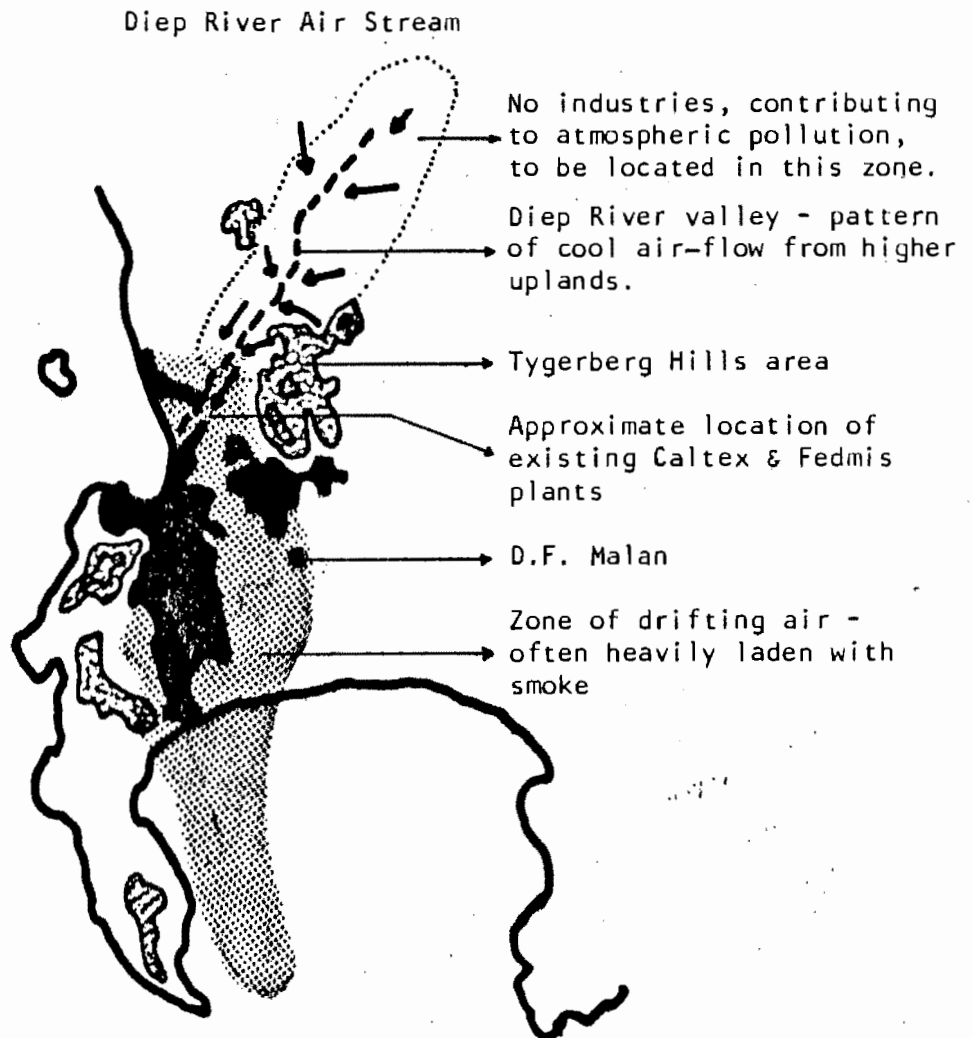 Diep River Air Stream
No industries, contributing
to atmospheric pollution,
to be located in this zone.
Diep River valley - pattern
of cool air-flow from higher
uplands.
Tygerberg Hills area
Approximate location of
existing Caltex & Fedmis
plants
D.F. Malan
Zone of drifting air -
often heavily laden with
smoke